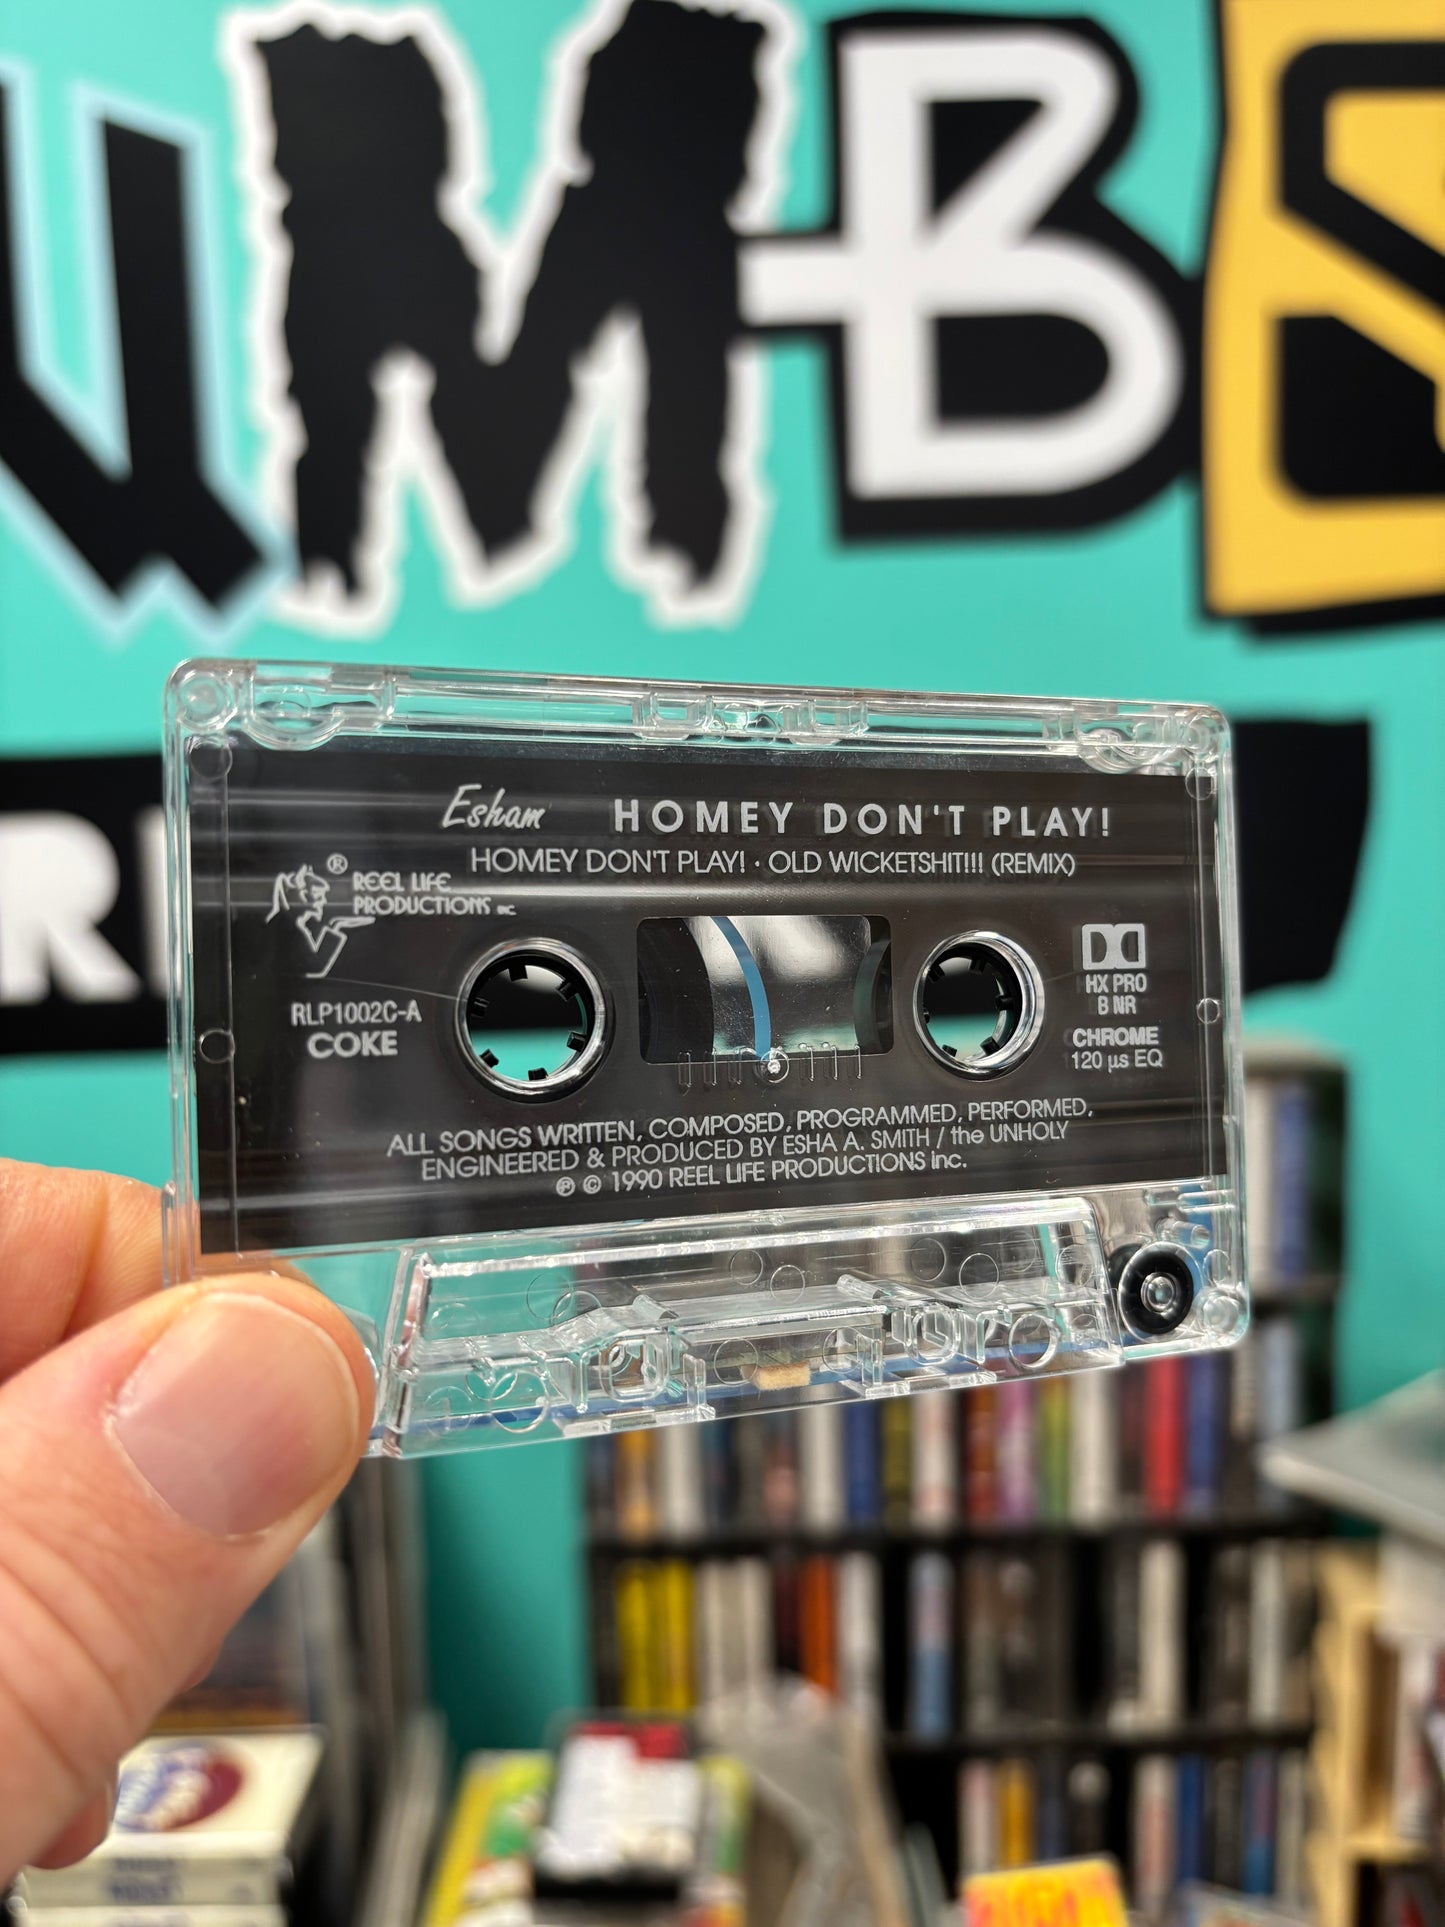 MB
R
Esham HOMEY DON'T PLAY!
HOMEY DON'T PLAY! · OLD WICKETSHIT!!! (REMIX)
®
REEL LIFE
PRODUCTIONS INC
RLP1002C-A
COKE
HX PRO
B NR
CHROME
120 µs EQ
ALL SONGS WRITTEN, COMPOSED, PROGRAMMED, PERFORMED,
ENGINEERED & PRODUCED BY ESHA A. SMITH / the UNHOLY
℗ © 1990 REEL LIFE PRODUCTIONS inc.